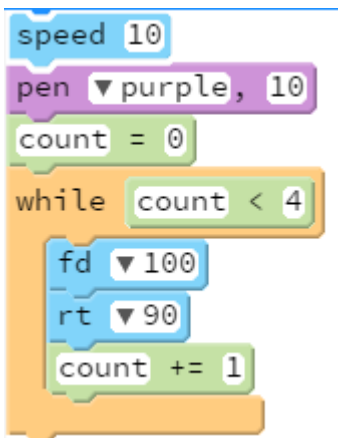 speed 10
pen ▼purple, 10
count = 0
while count < 4
fd ▼100
rt ▼90
count += 1